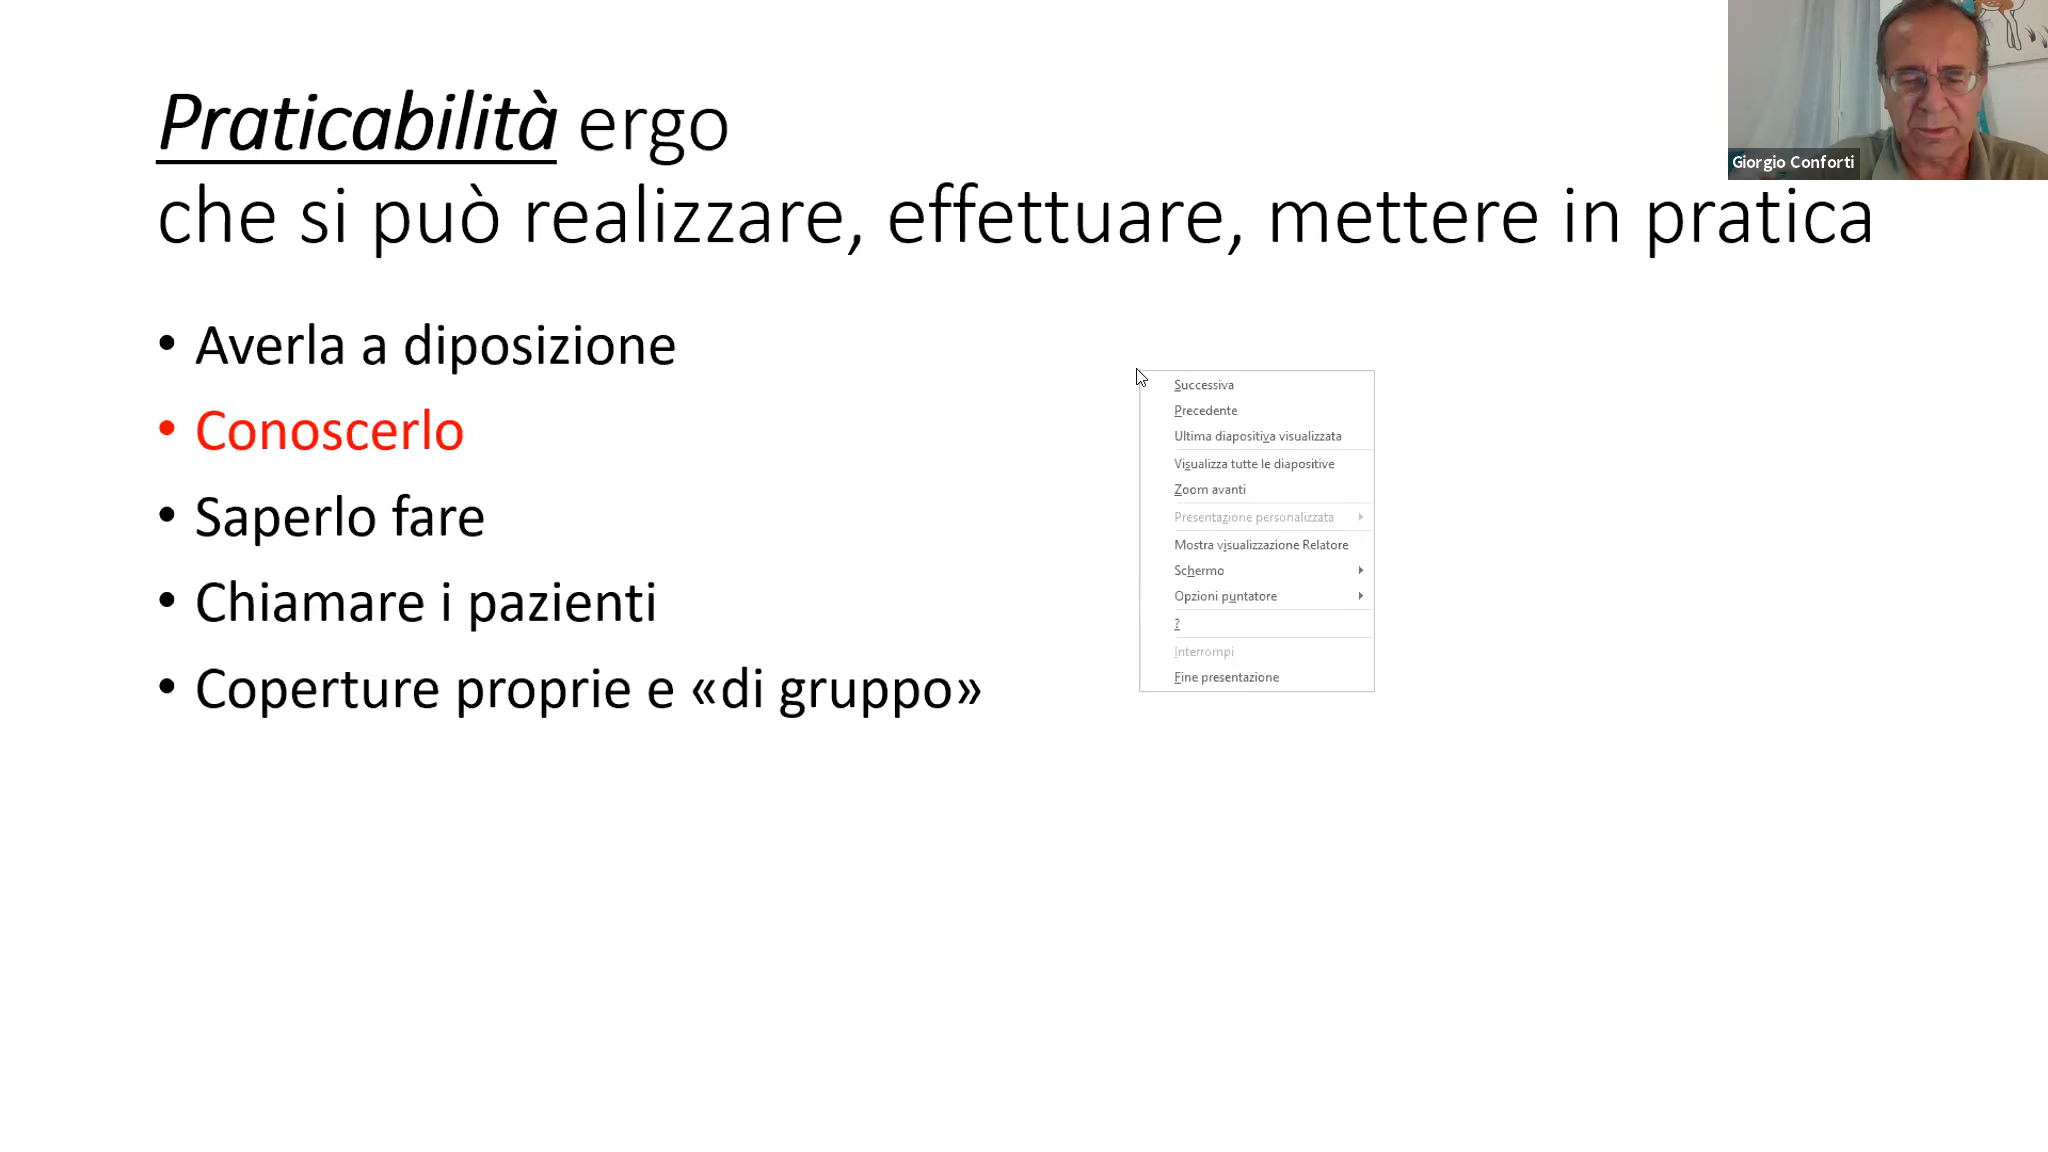 Praticabilità ergo
che si può realizzare, effettuare, mettere in pratica
Giorgio Conforti
• Averla a diposizione
• Conoscerlo
• Saperlo fare
• Chiamare i pazienti
• Coperture proprie e «di gruppo»
Successiva
Precedente
Ultima diapositiva visualizzata
Visualizza tutte le diapositive
Zoom avanti
Presentazione personalizzata
Mostra visualizzazione Relatore
Schermo
Opzioni puntatore
?
Interrompi
Fine presentazione